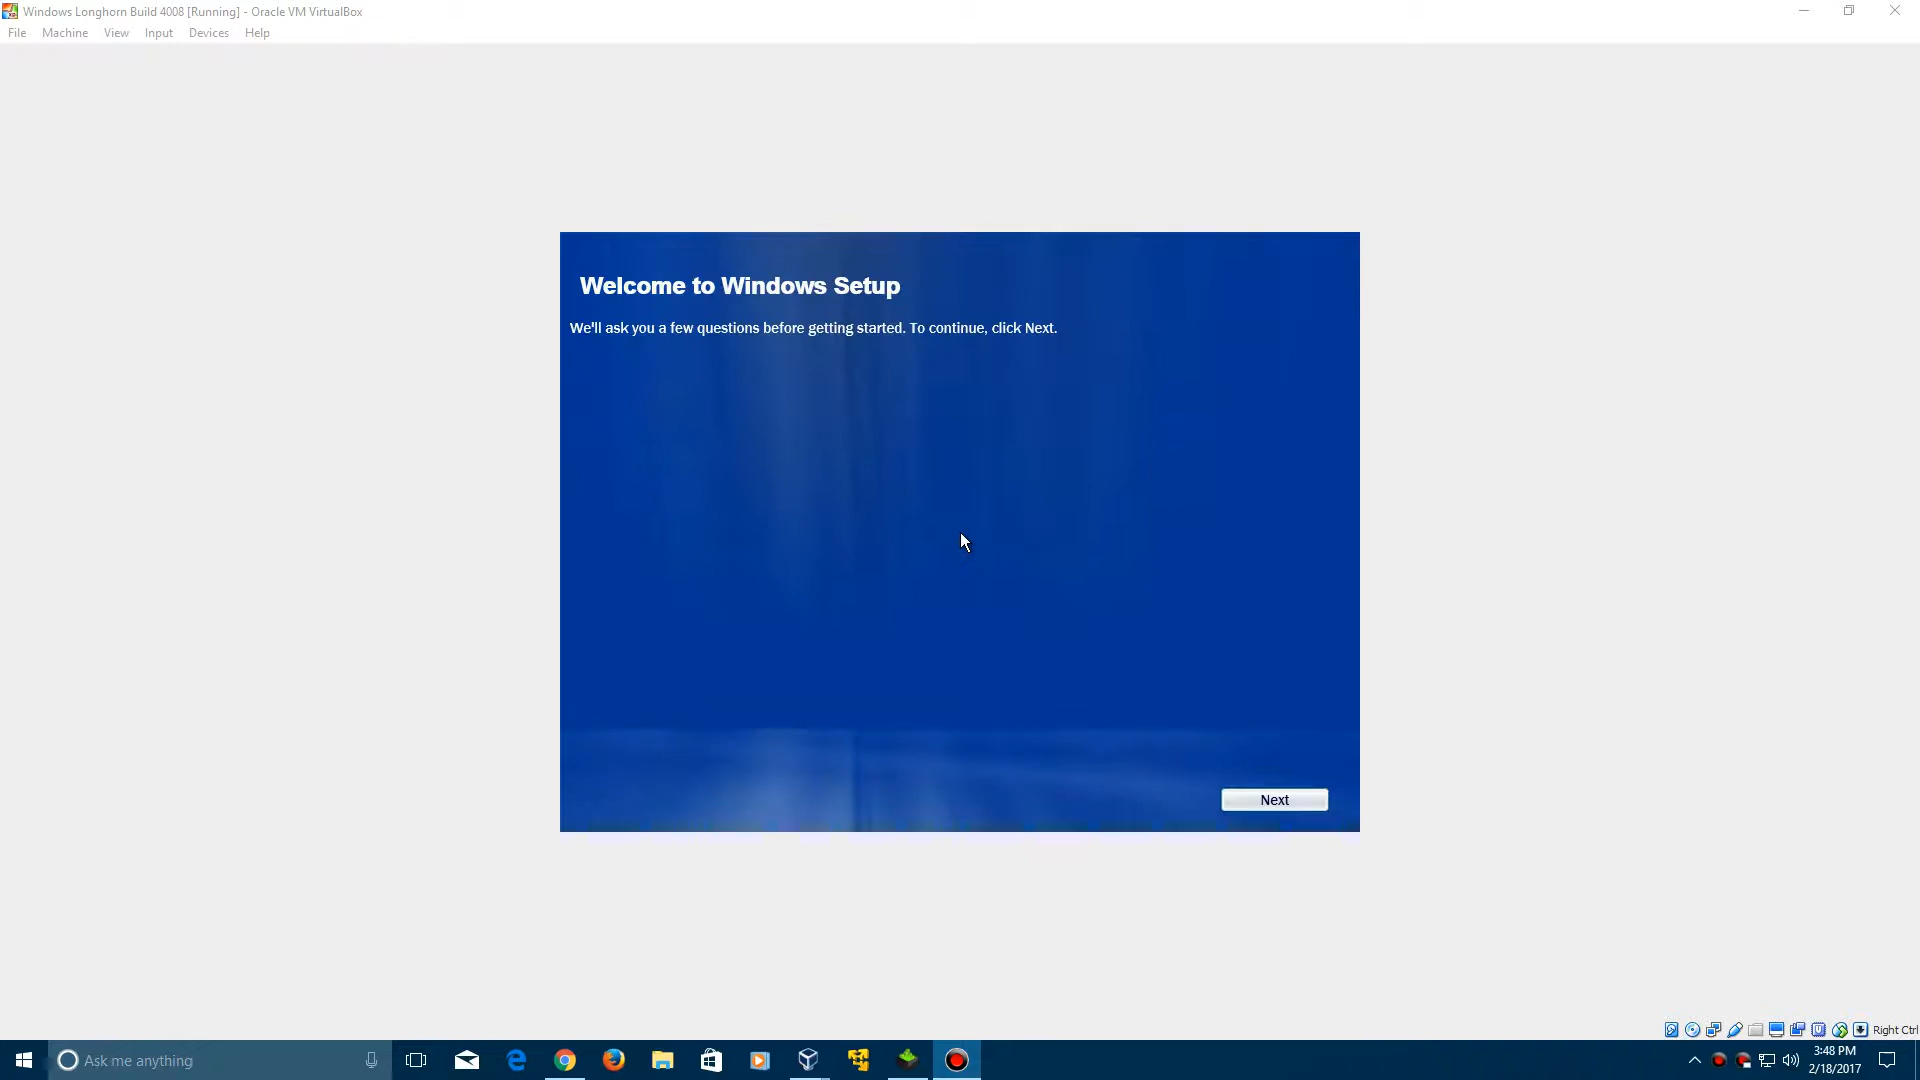 Windows Longhorn Build 4008 [Running] - Oracle VM VirtualBox
File Machine View Input Devices Help
Welcome to Windows Setup
We'll ask you a few questions before getting started. To continue, click Next.
Next
Right Ctrl
Ask me anything
3:48 PM
2/18/2017